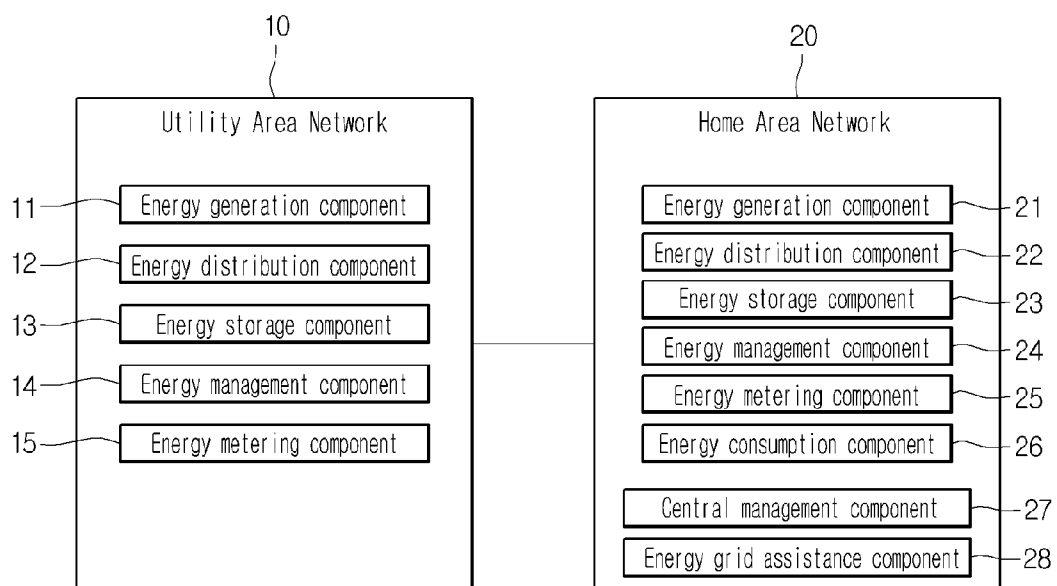 10
Utility Area Network
11
Energy generation component
12
Energy distribution component
13
Energy storage component
14
Energy management component
15
Energy metering component
20
Home Area Network
Energy generation component
21
Energy distribution component
22
Energy storage component
23
Energy management component
24
Energy metering component
25
Energy consumption component
26
Central management component
27
Energy grid assistance component
28